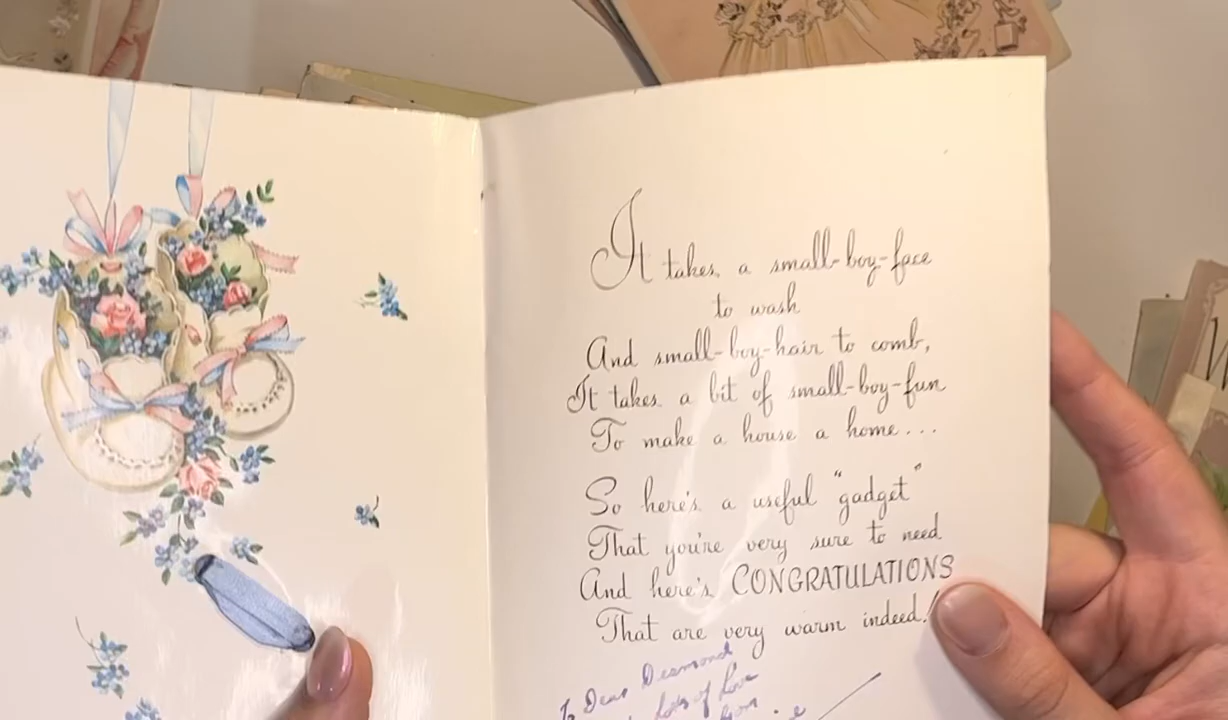 It takes a small-boy-face
to wash
And small-boy-hair to comb,
It takes a bit of small-boy-fun
To make a house a home...
So here's a useful "gadget"
That you're very sure to need
And here's CONGRATULATIONS
That are very warm indeed!
To Dear Desmond
Lots of Love